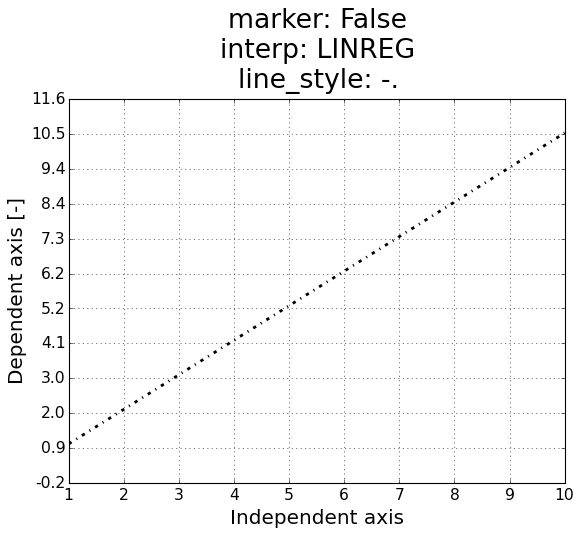 marker: False
interp: LINREG
line_style: -.
11.6
10.5
9.4
8.4
7.3
6.2
5.2
4.1
3.0
2.0
0.9
-0.2
Dependent axis [-]
1 2 3 4 5 6 7 8 9 10
Independent axis